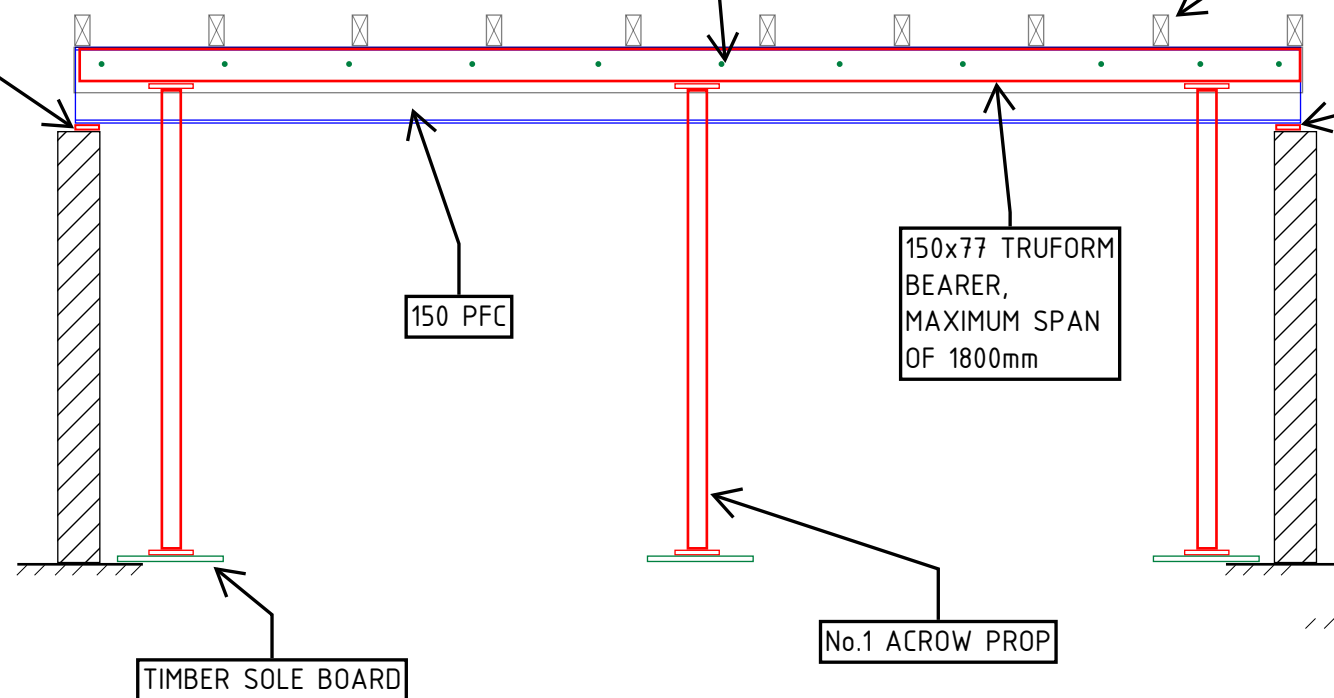 150x77 TRUFORM
BEARER,
MAXIMUM SPAN
OF 1800mm
150 PFC
No.1 ACROW PROP
TIMBER SOLE BOARD